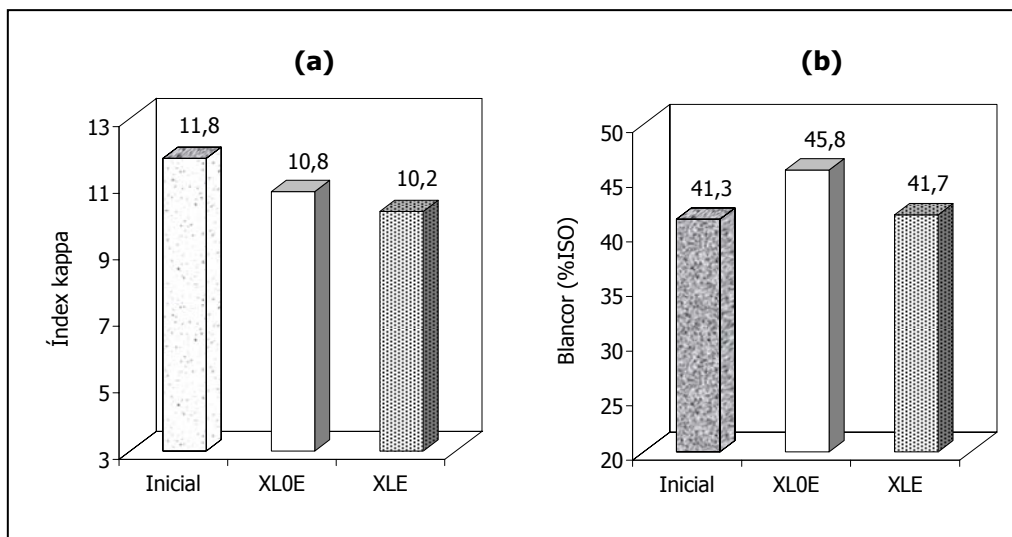 (a)
Índex kappa
13
11
9
7
5
3
11,8
10,8
10,2
Inicial
XL0E
XLE
(b)
Blancor (%ISO)
50
45
40
35
30
25
20
41,3
45,8
41,7
Inicial
XL0E
XLE